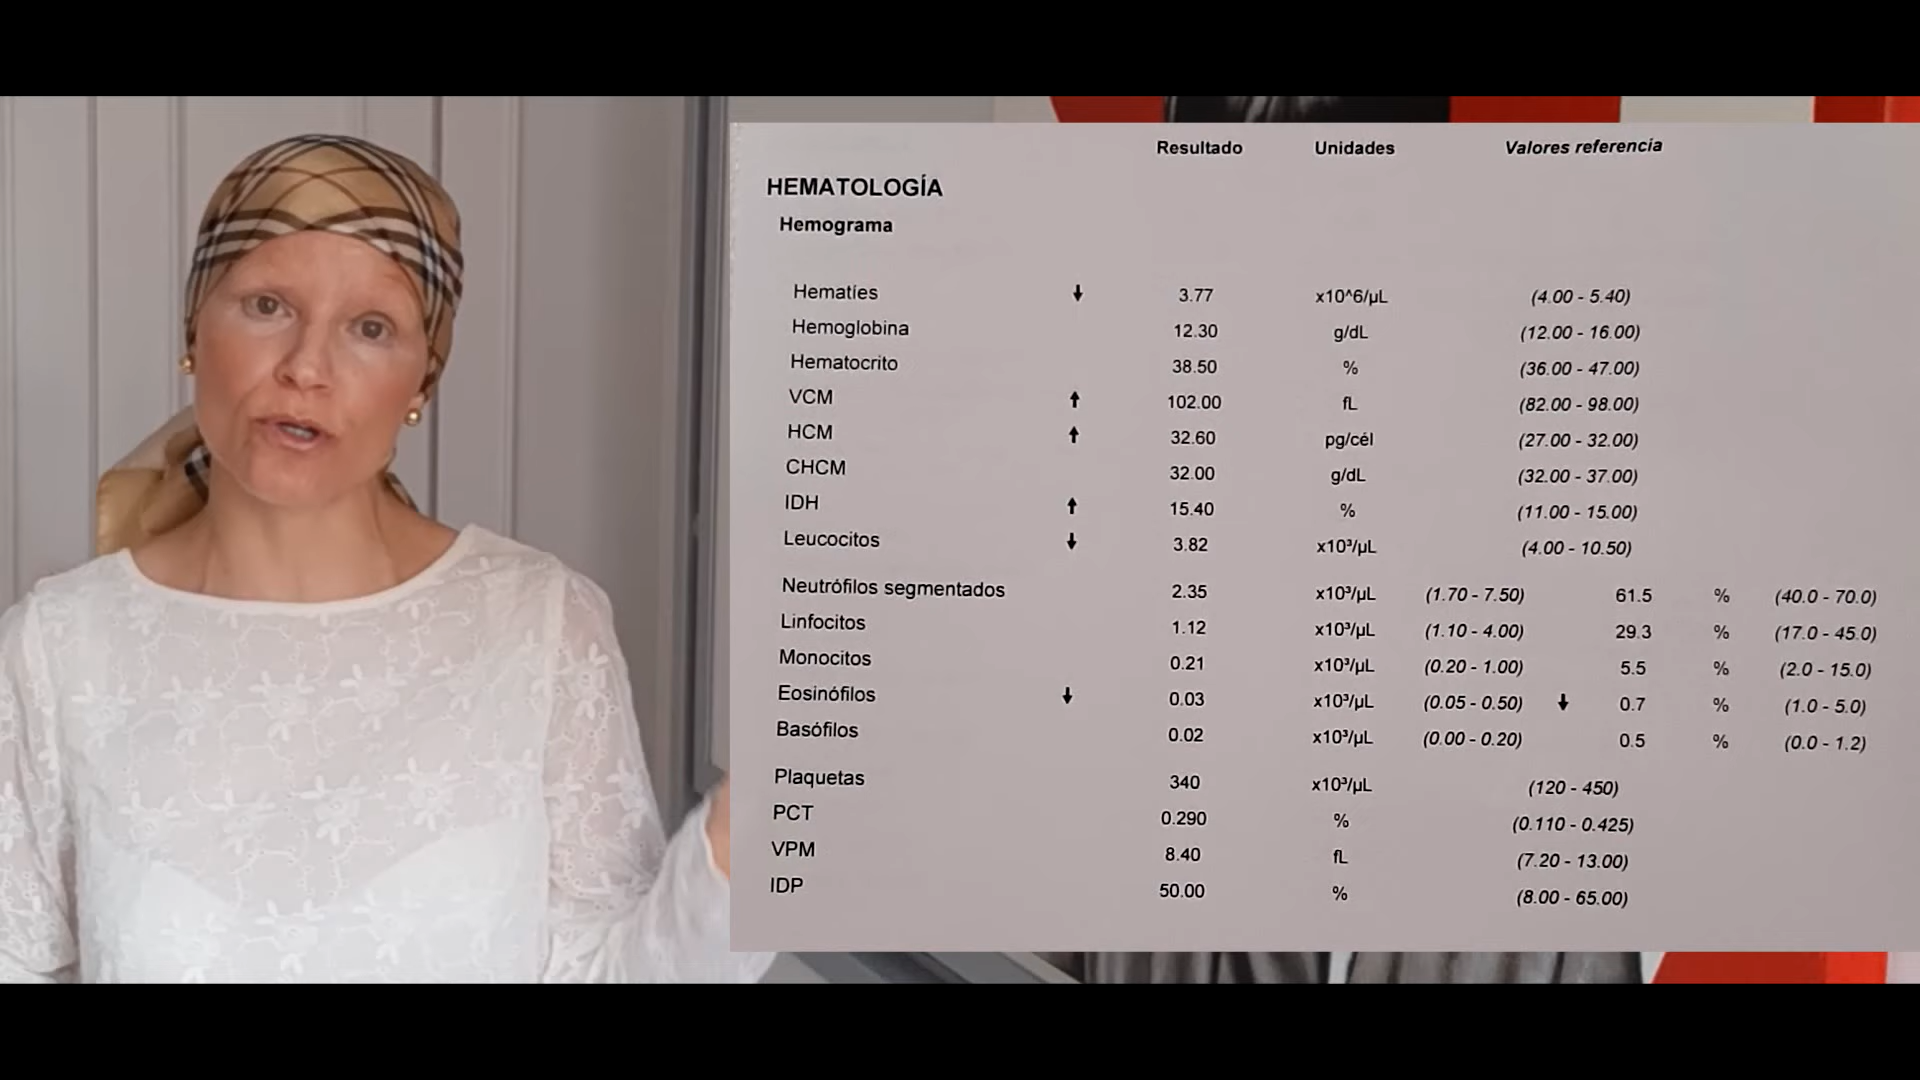 Resultado Unidades Valores referencia
HEMATOLOGÍA
Hemograma
Hematíes ↓ 3.77 x10^6/µL (4.00 - 5.40)
Hemoglobina 12.30 g/dL (12.00 - 16.00)
Hematocrito 38.50 % (36.00 - 47.00)
VCM ↑ 102.00 fL (82.00 - 98.00)
HCM ↑ 32.60 pg/cél (27.00 - 32.00)
CHCM 32.00 g/dL (32.00 - 37.00)
IDH ↑ 15.40 % (11.00 - 15.00)
Leucocitos ↓ 3.82 x10³/µL (4.00 - 10.50)
Neutrófilos segmentados 2.35 x10³/µL (1.70 - 7.50) 61.5 % (40.0 - 70.0)
Linfocitos 1.12 x10³/µL (1.10 - 4.00) 29.3 % (17.0 - 45.0)
Monocitos 0.21 x10³/µL (0.20 - 1.00) 5.5 % (2.0 - 15.0)
Eosinófilos ↓ 0.03 x10³/µL (0.05 - 0.50) ↓ 0.7 % (1.0 - 5.0)
Basófilos 0.02 x10³/µL (0.00 - 0.20) 0.5 % (0.0 - 1.2)
Plaquetas 340 x10³/µL (120 - 450)
PCT 0.290 % (0.110 - 0.425)
VPM 8.40 fL (7.20 - 13.00)
IDP 50.00 % (8.00 - 65.00)